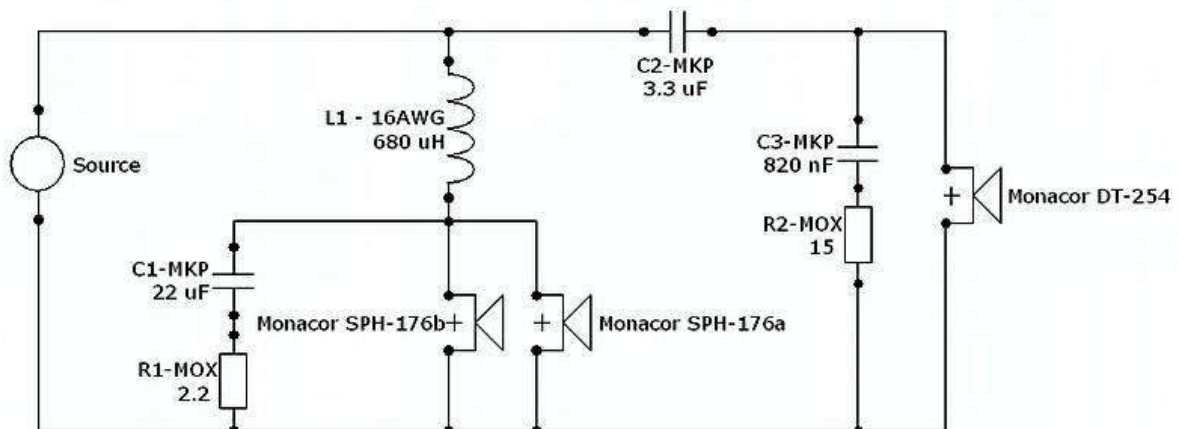 C2-MKP
3.3 uF
L1 - 16AWG
680 uH
C3-MKP
820 nF
Source
Monacor DT-254
R2-MOX
15
C1-MKP
22 uF
Monacor SPH-176b
Monacor SPH-176a
R1-MOX
2.2